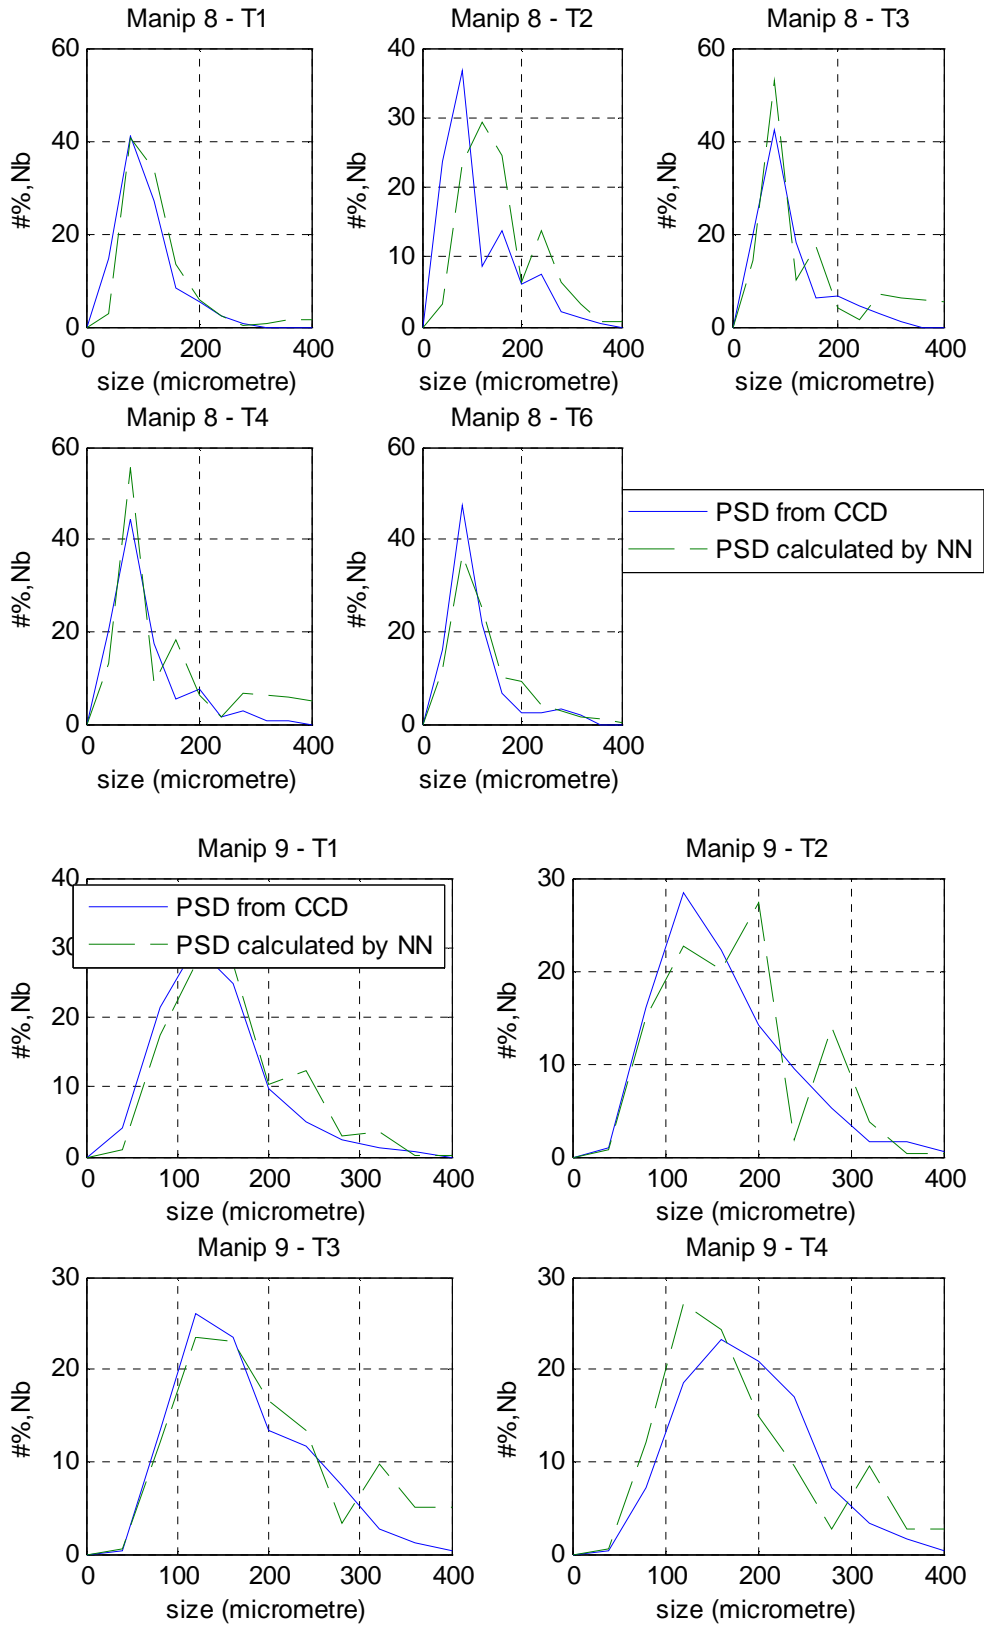 Manip 8 - T1
60
40
20
0
0 200 400
#%,Nb
size (micrometre)
Manip 8 - T2
40
30
20
10
0
0 200 400
#%,Nb
size (micrometre)
Manip 8 - T3
60
40
20
0
0 200 400
#%,Nb
size (micrometre)
Manip 8 - T4
60
40
20
0
0 200 400
#%,Nb
size (micrometre)
Manip 8 - T6
60
40
20
0
0 200 400
#%,Nb
size (micrometre)
PSD from CCD
PSD calculated by NN
Manip 9 - T1
40
30
20
10
0
0 100 200 300 400
#%,Nb
size (micrometre)
PSD from CCD
PSD calculated by NN
Manip 9 - T2
30
20
10
0
0 100 200 300 400
#%,Nb
size (micrometre)
Manip 9 - T3
30
20
10
0
0 100 200 300 400
#%,Nb
size (micrometre)
Manip 9 - T4
30
20
10
0
0 100 200 300 400
#%,Nb
size (micrometre)